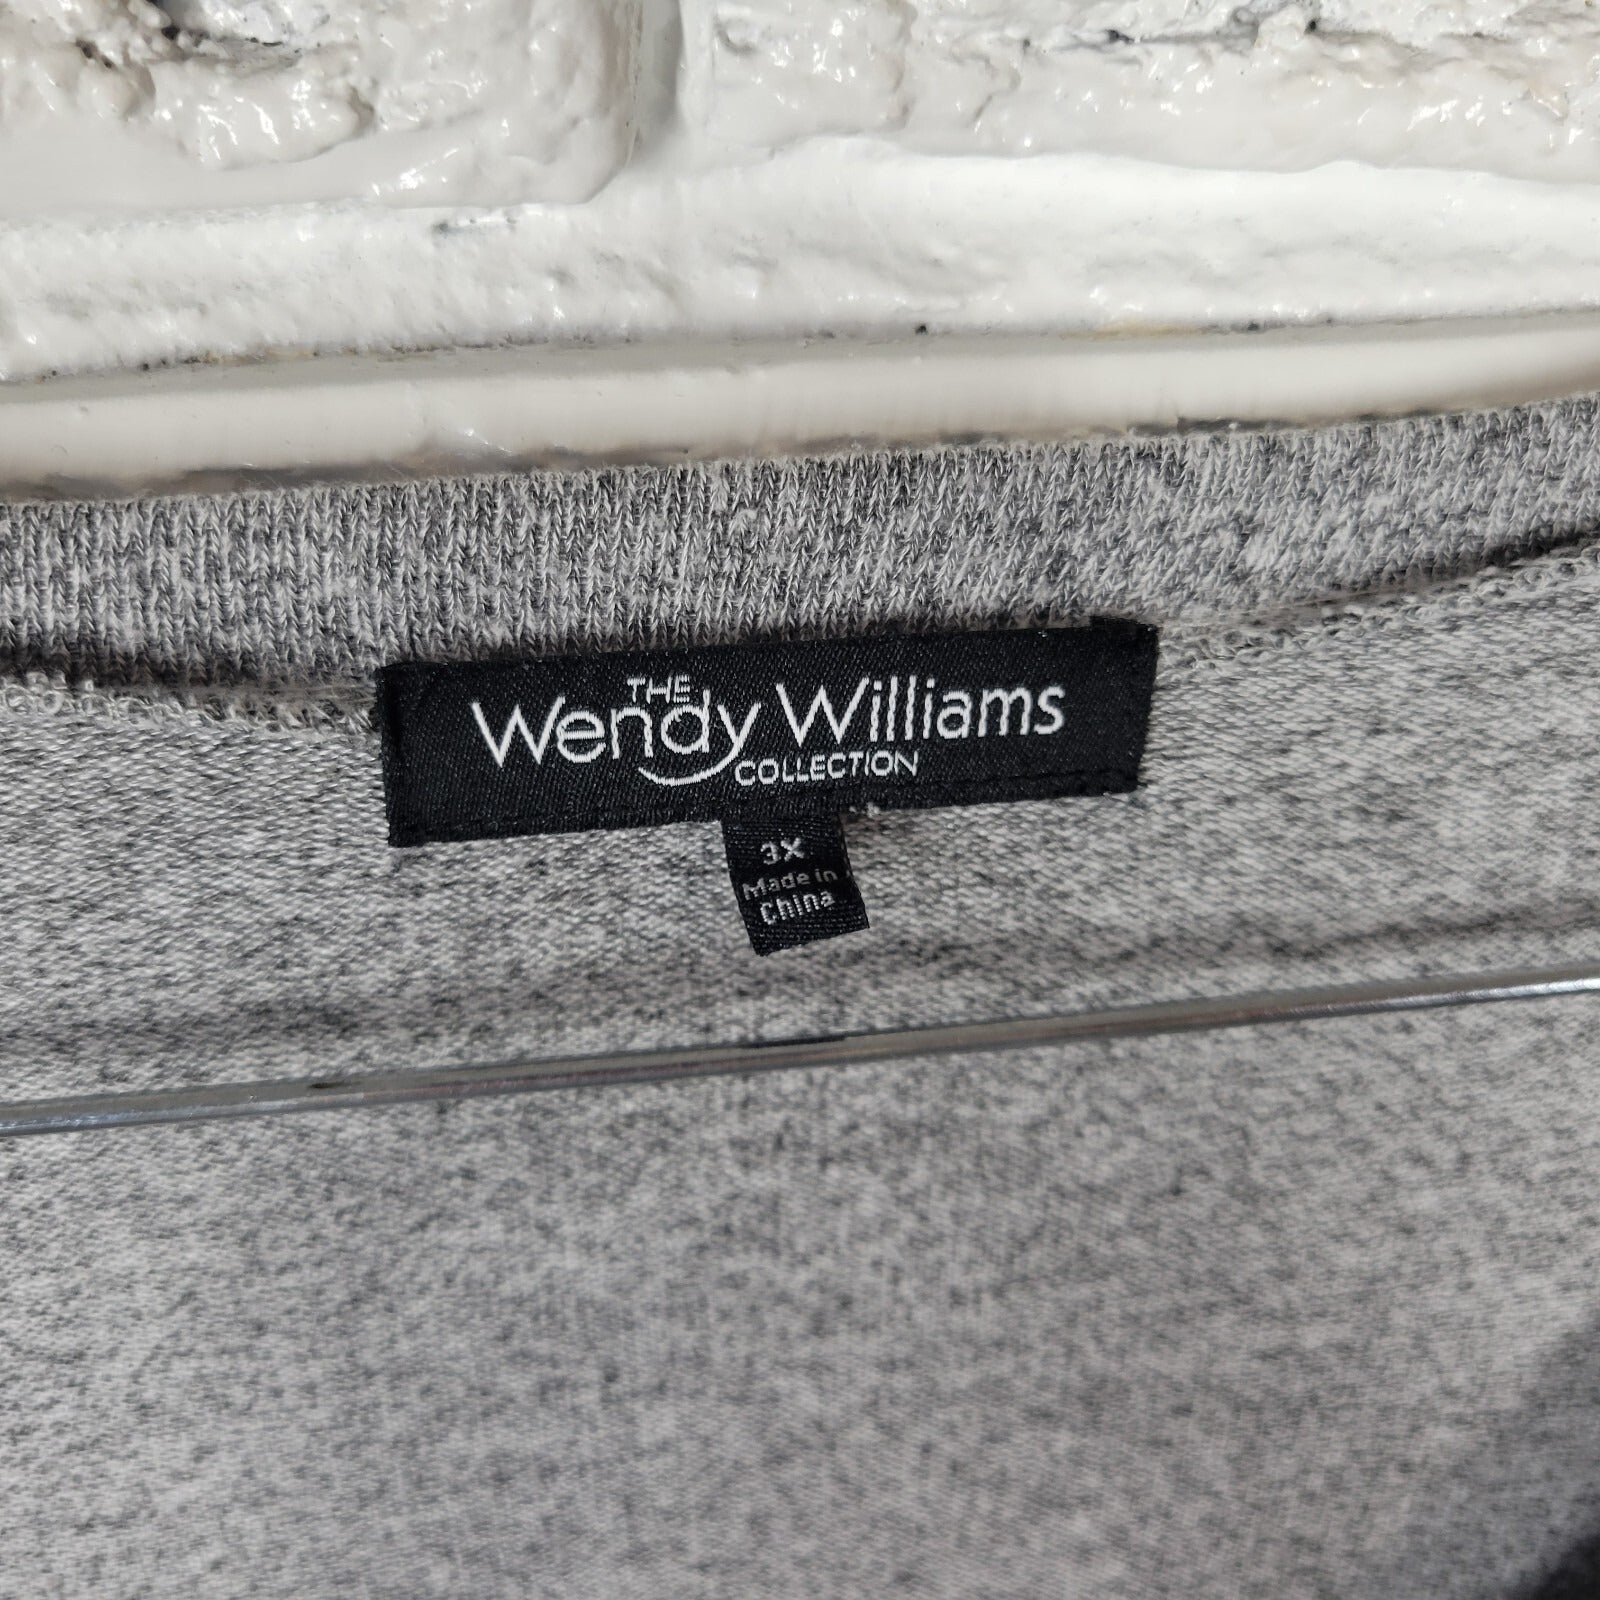 THE
Wendy Williams
COLLECTION
3X
Made in
China